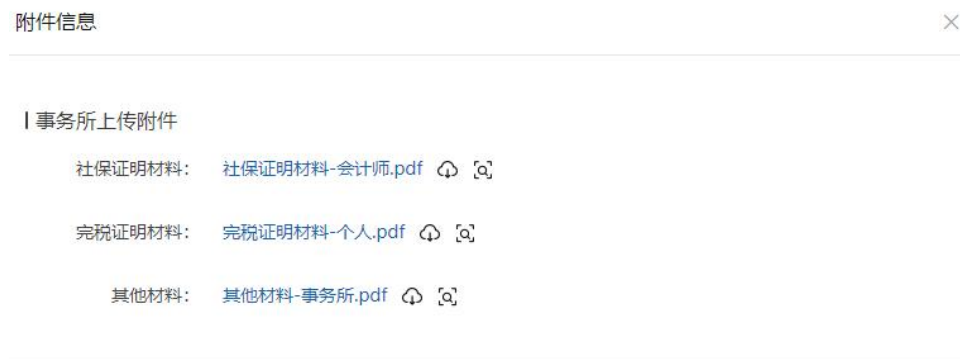 附件信息
事务所上传附件
社保证明材料： 社保证明材料-会计师.pdf
完税证明材料： 完税证明材料-个人.pdf
其他材料： 其他材料-事务所.pdf